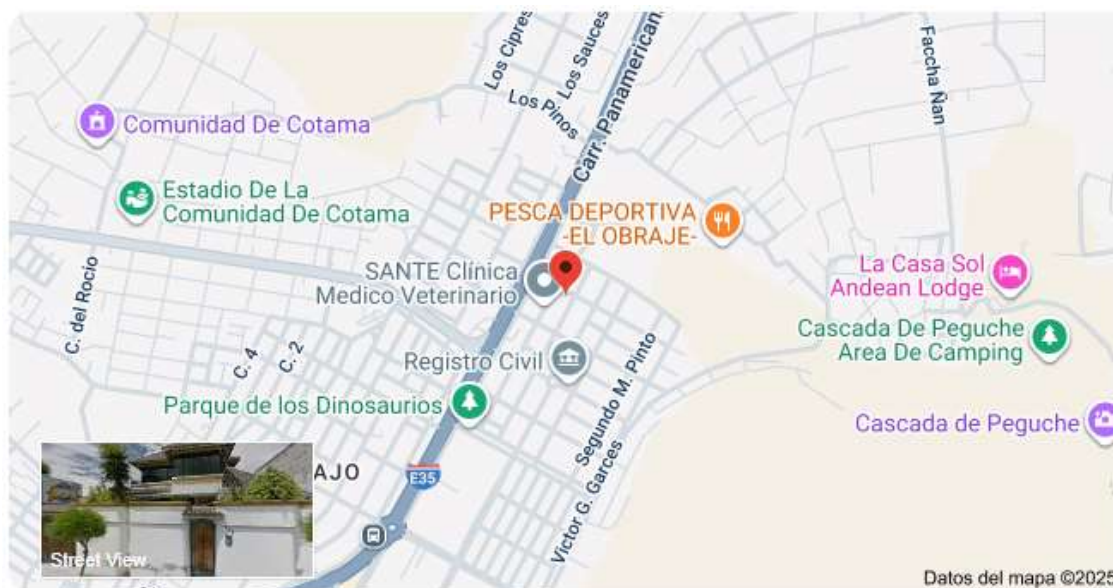 Los Cipres
Los Sauces
Los Pinos
Carr. Panamerican
Faccha Ñan
Comunidad De Cotama
Estadio De La
Comunidad De Cotama
PESCA DEPORTIVA
-EL OBRAJE-
SANTE Clínica
Medico Veterinario
La Casa Sol
Andean Lodge
C. del Rocío
C. 4
C. 2
Registro Civil
Segundo M. Pinto
Cascada De Peguche
Area De Camping
Parque de los Dinosaurios
Cascada de Peguche
Víctor G. Garces
AJO
E35
Street View
Datos del mapa ©2025